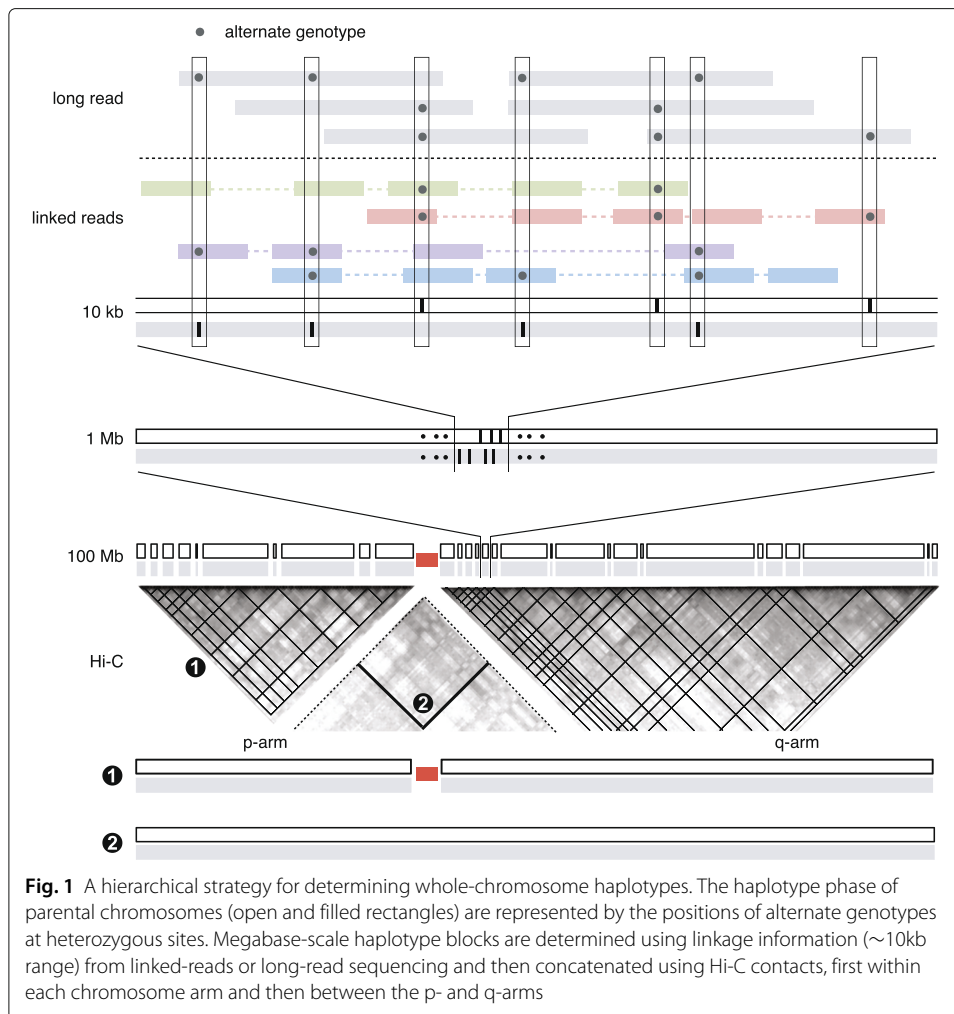 alternate genotype
long read
linked reads
10 kb
1 Mb
100 Mb
Hi-C
1
2
p-arm
q-arm
1
2
Fig. 1 A hierarchical strategy for determining whole-chromosome haplotypes. The haplotype phase of
parental chromosomes (open and filled rectangles) are represented by the positions of alternate genotypes
at heterozygous sites. Megabase-scale haplotype blocks are determined using linkage information (∼10kb
range) from linked-reads or long-read sequencing and then concatenated using Hi-C contacts, first within
each chromosome arm and then between the p- and q-arms